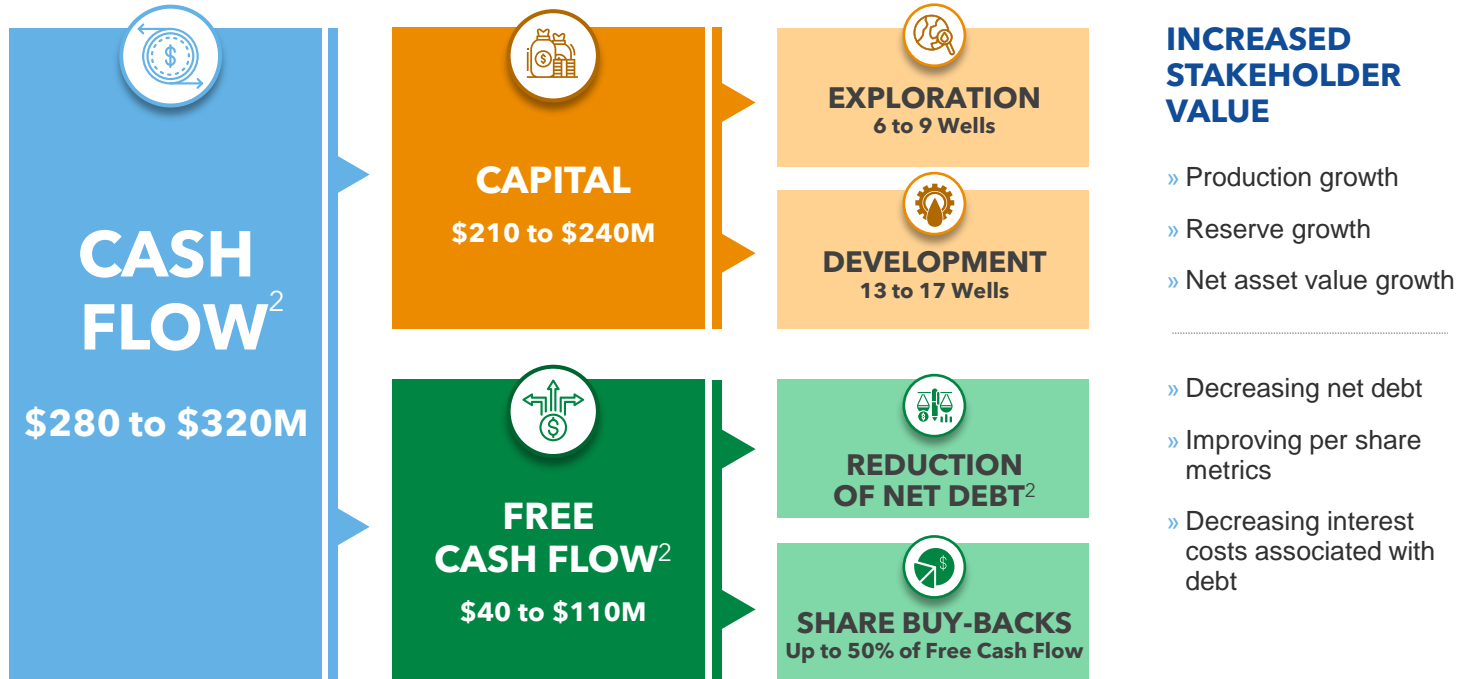 CASH
FLOW2
$280 to $320M
CAPITAL
$210 to $240M
EXPLORATION
6 to 9 Wells
DEVELOPMENT
13 to 17 Wells
FREE
CASH FLOW2
$40 to $110M
REDUCTION
OF NET DEBT2
SHARE BUY-BACKS
Up to 50% of Free Cash Flow
INCREASED
STAKEHOLDER
VALUE
» Production growth
» Reserve growth
» Net asset value growth
» Decreasing net debt
» Improving per share
metrics
» Decreasing interest
costs associated with
debt